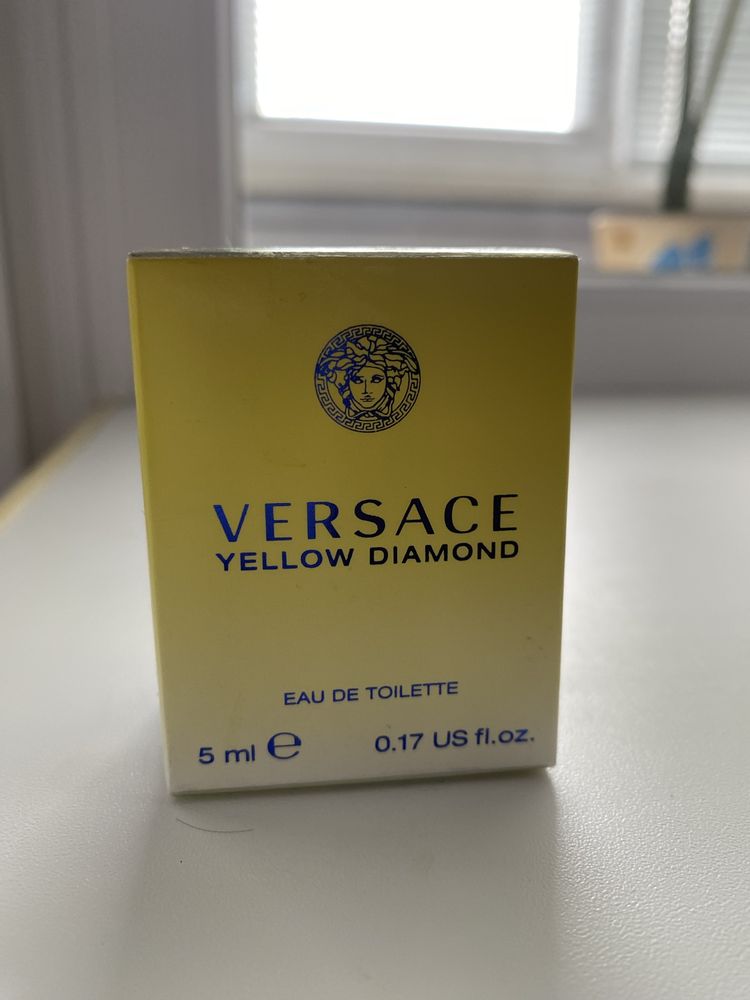 VERSACE
YELLOW DIAMOND
EAU DE TOILETTE
5 ml ℮ 0.17 US fl.oz.